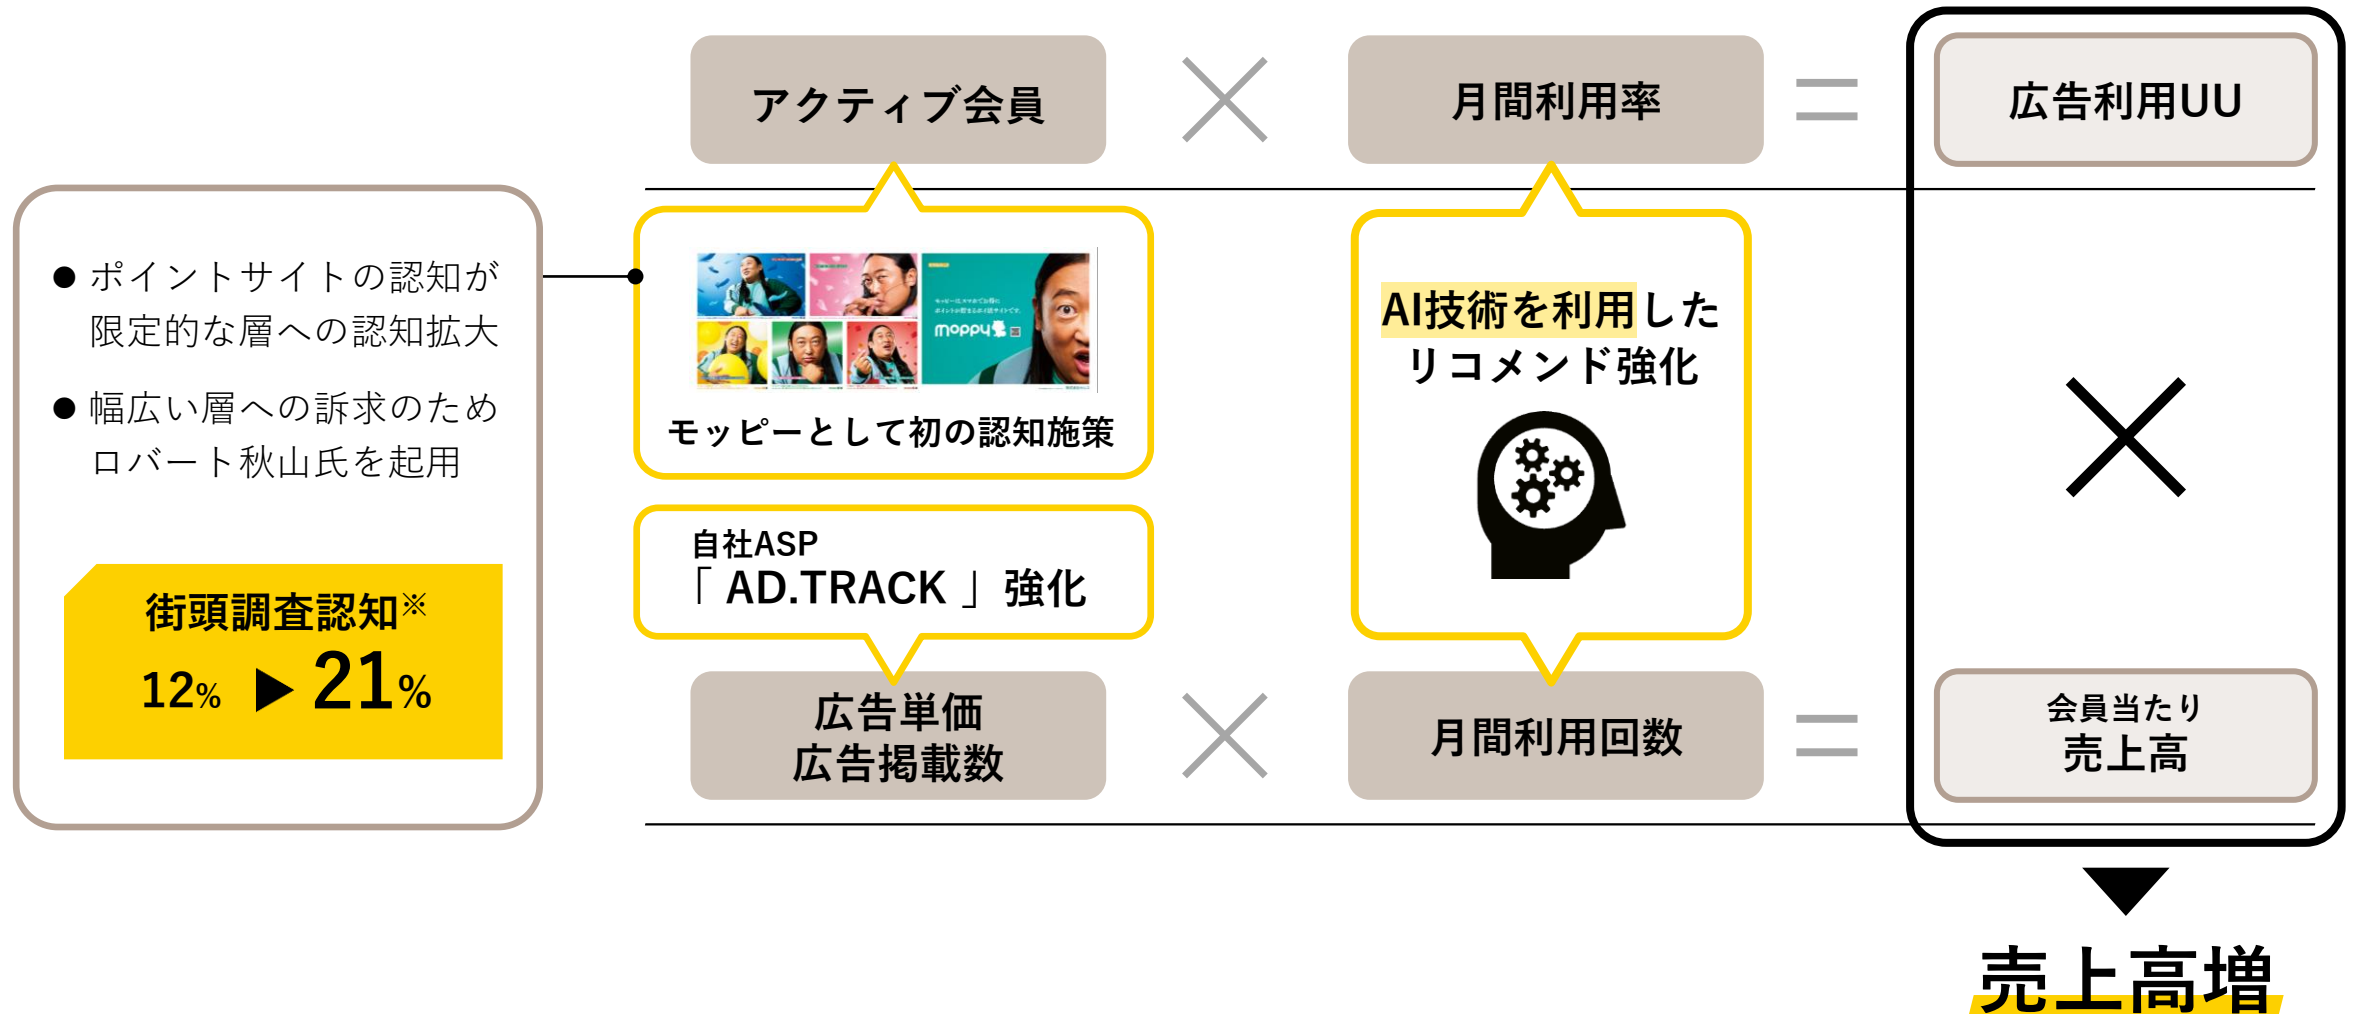 アクティブ会員
月間利用率
広告利用UU
ポイントサイトの認知が
限定的な層への認知拡大
幅広い層への訴求のため
ロバート秋山氏を起用
街頭調査認知※
12% ▶ 21%
moppy
モッピーとして初の認知施策
自社ASP
「 AD.TRACK 」強化
AI技術を利用した
リコメンド強化
広告単価
広告掲載数
月間利用回数
会員当たり
売上高
売上高増